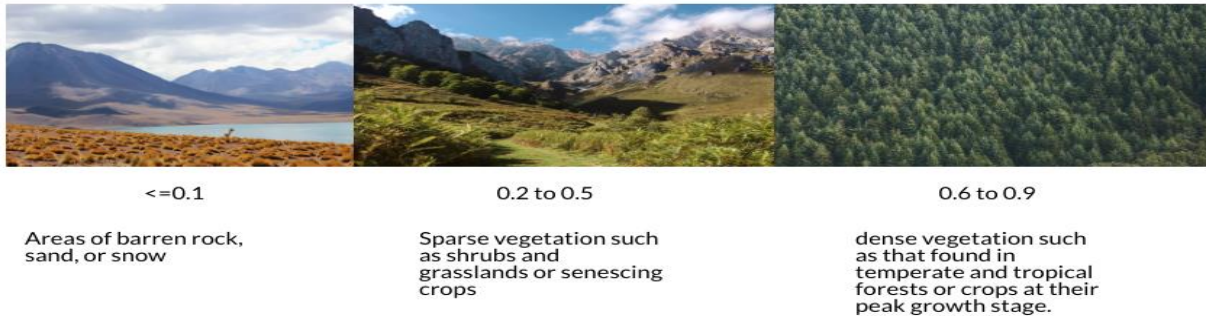 <=0.1
0.2 to 0.5
0.6 to 0.9
Areas of barren rock,
sand, or snow
Sparse vegetation such
as shrubs and
grasslands or senescing
crops
dense vegetation such
as that found in
temperate and tropical
forests or crops at their
peak growth stage.